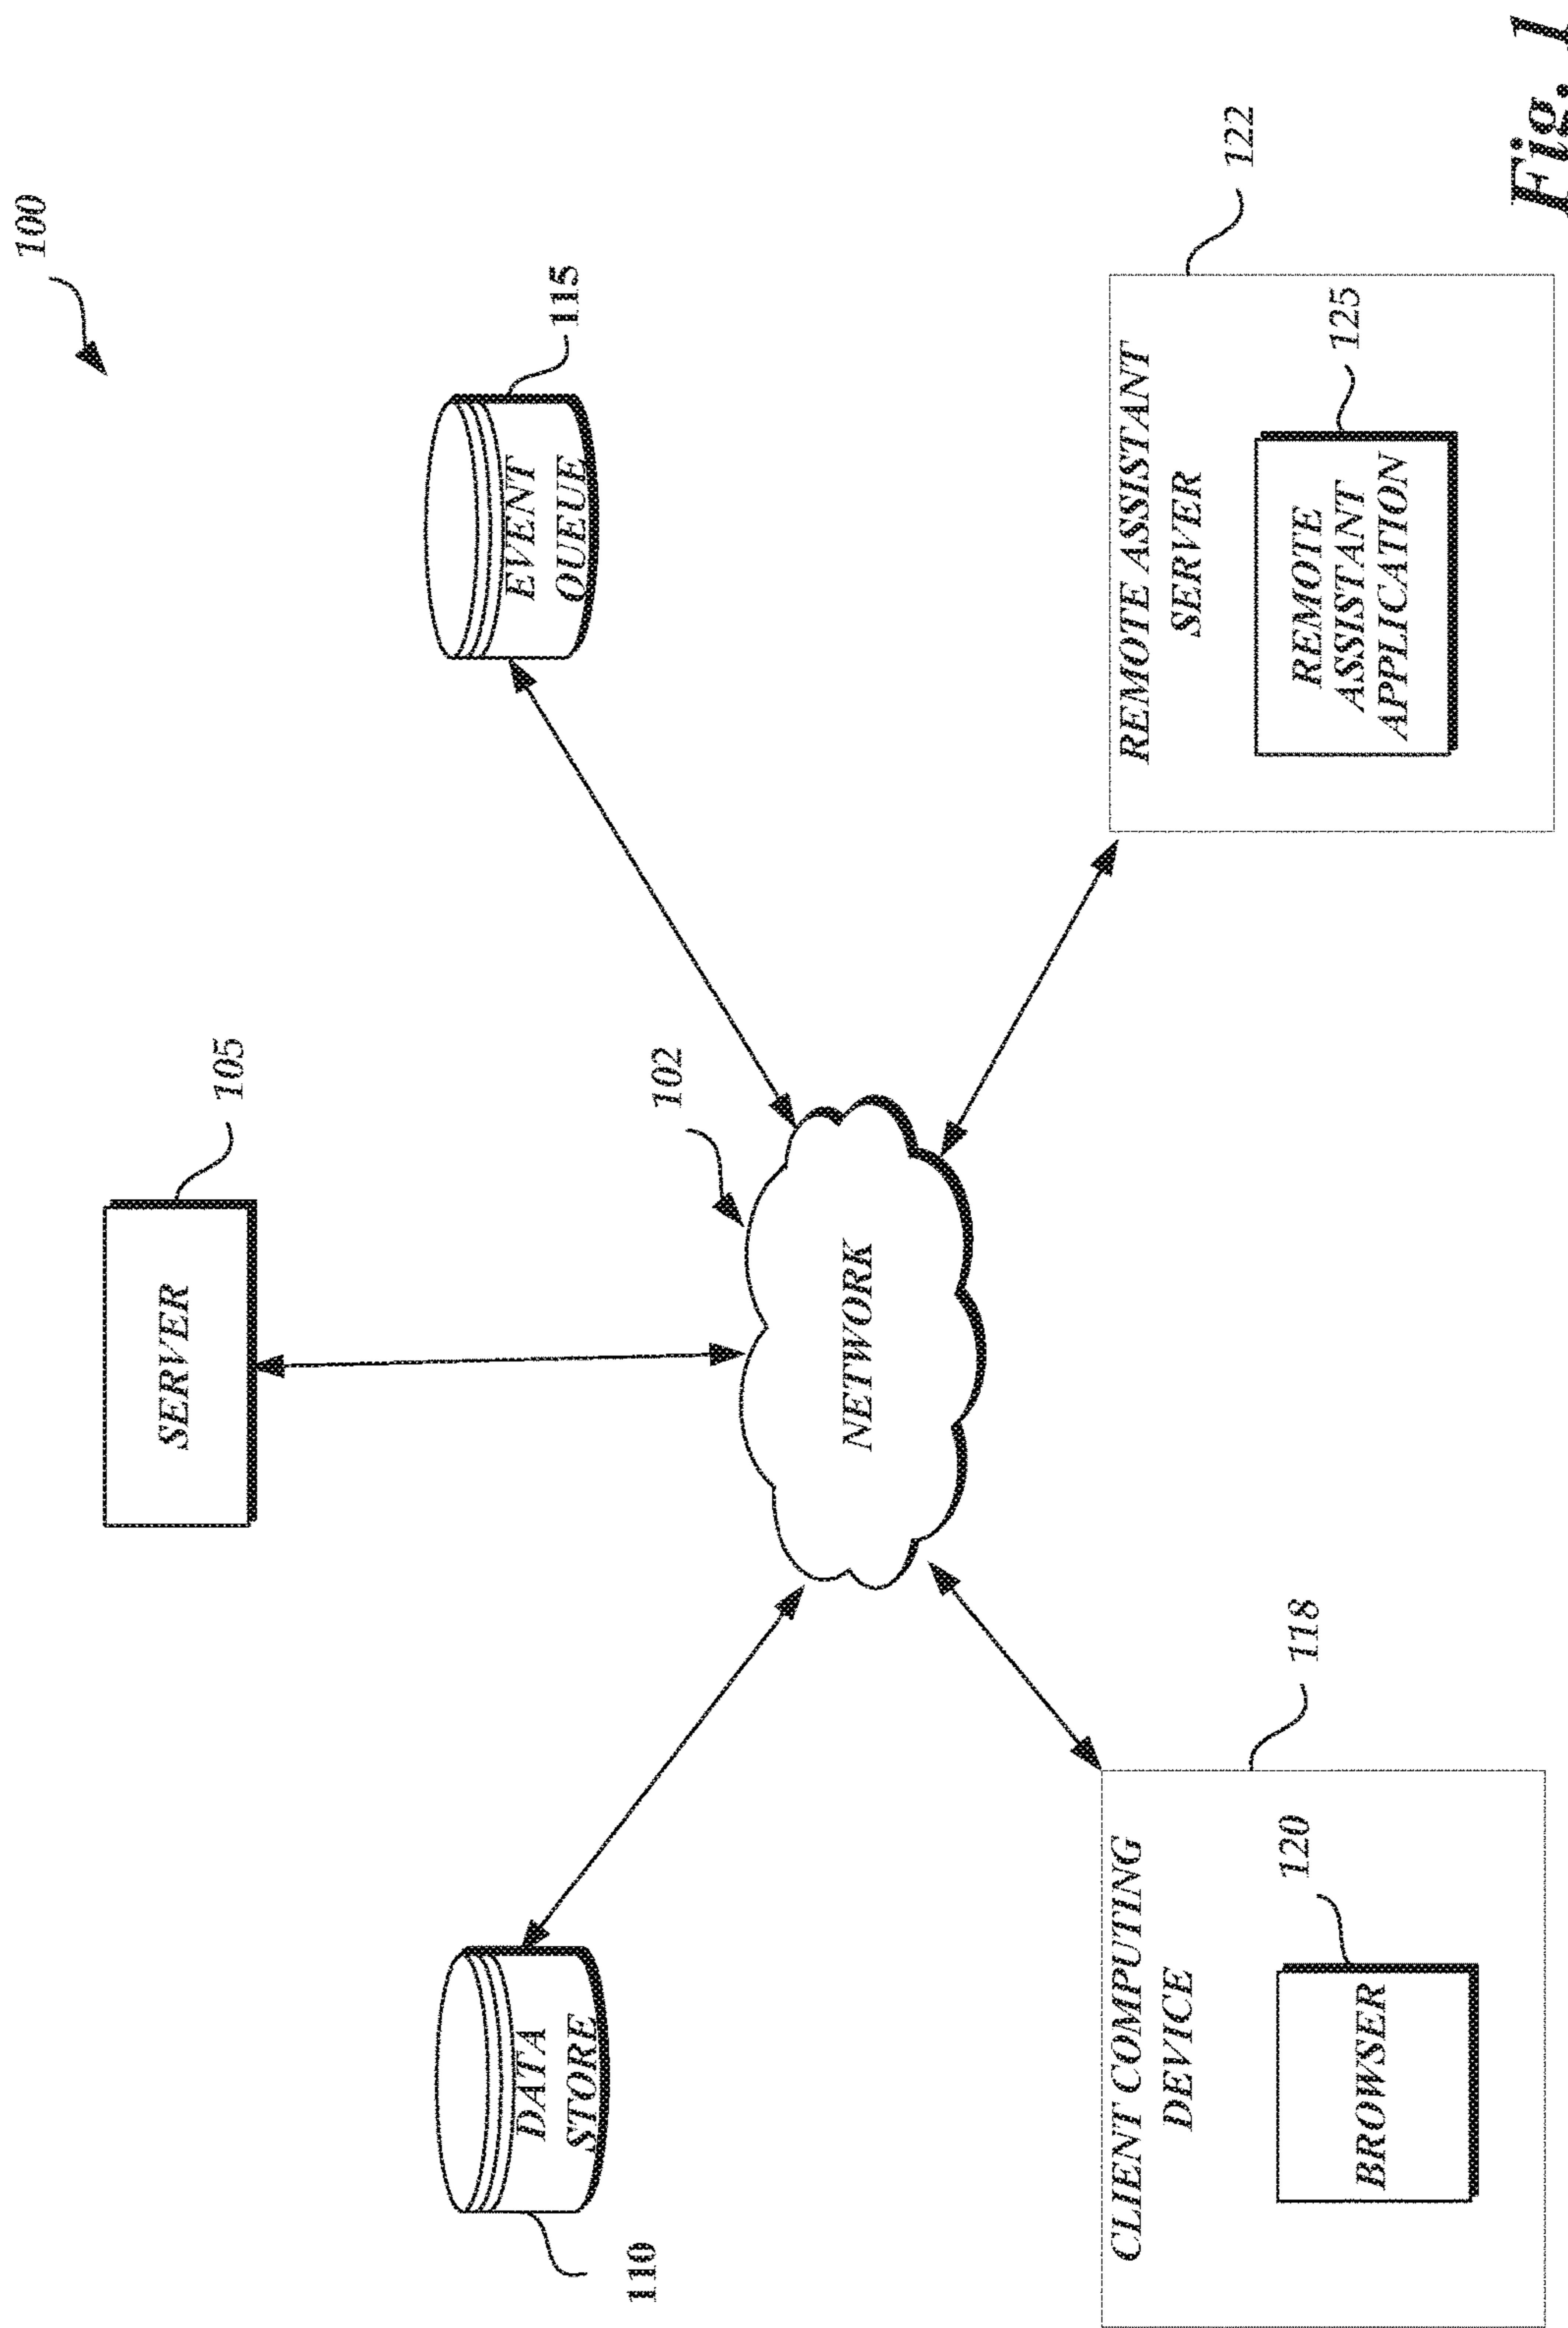 100
SERVER
105
DATA
STORE
110
EVENT
QUEUE
115
102
NETWORK
CLIENT COMPUTING
DEVICE
118
BROWSER
120
REMOTE ASSISTANT
SERVER
122
REMOTE
ASSISTANT
APPLICATION
125
Fig. 1